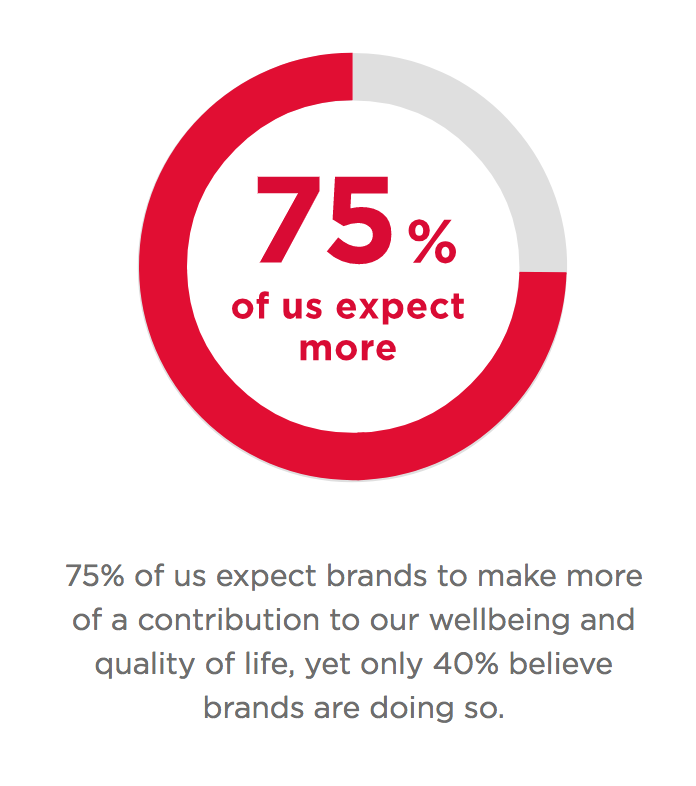 75%
of us expect
more
75% of us expect brands to make more
of a contribution to our wellbeing and
quality of life, yet only 40% believe
brands are doing so.